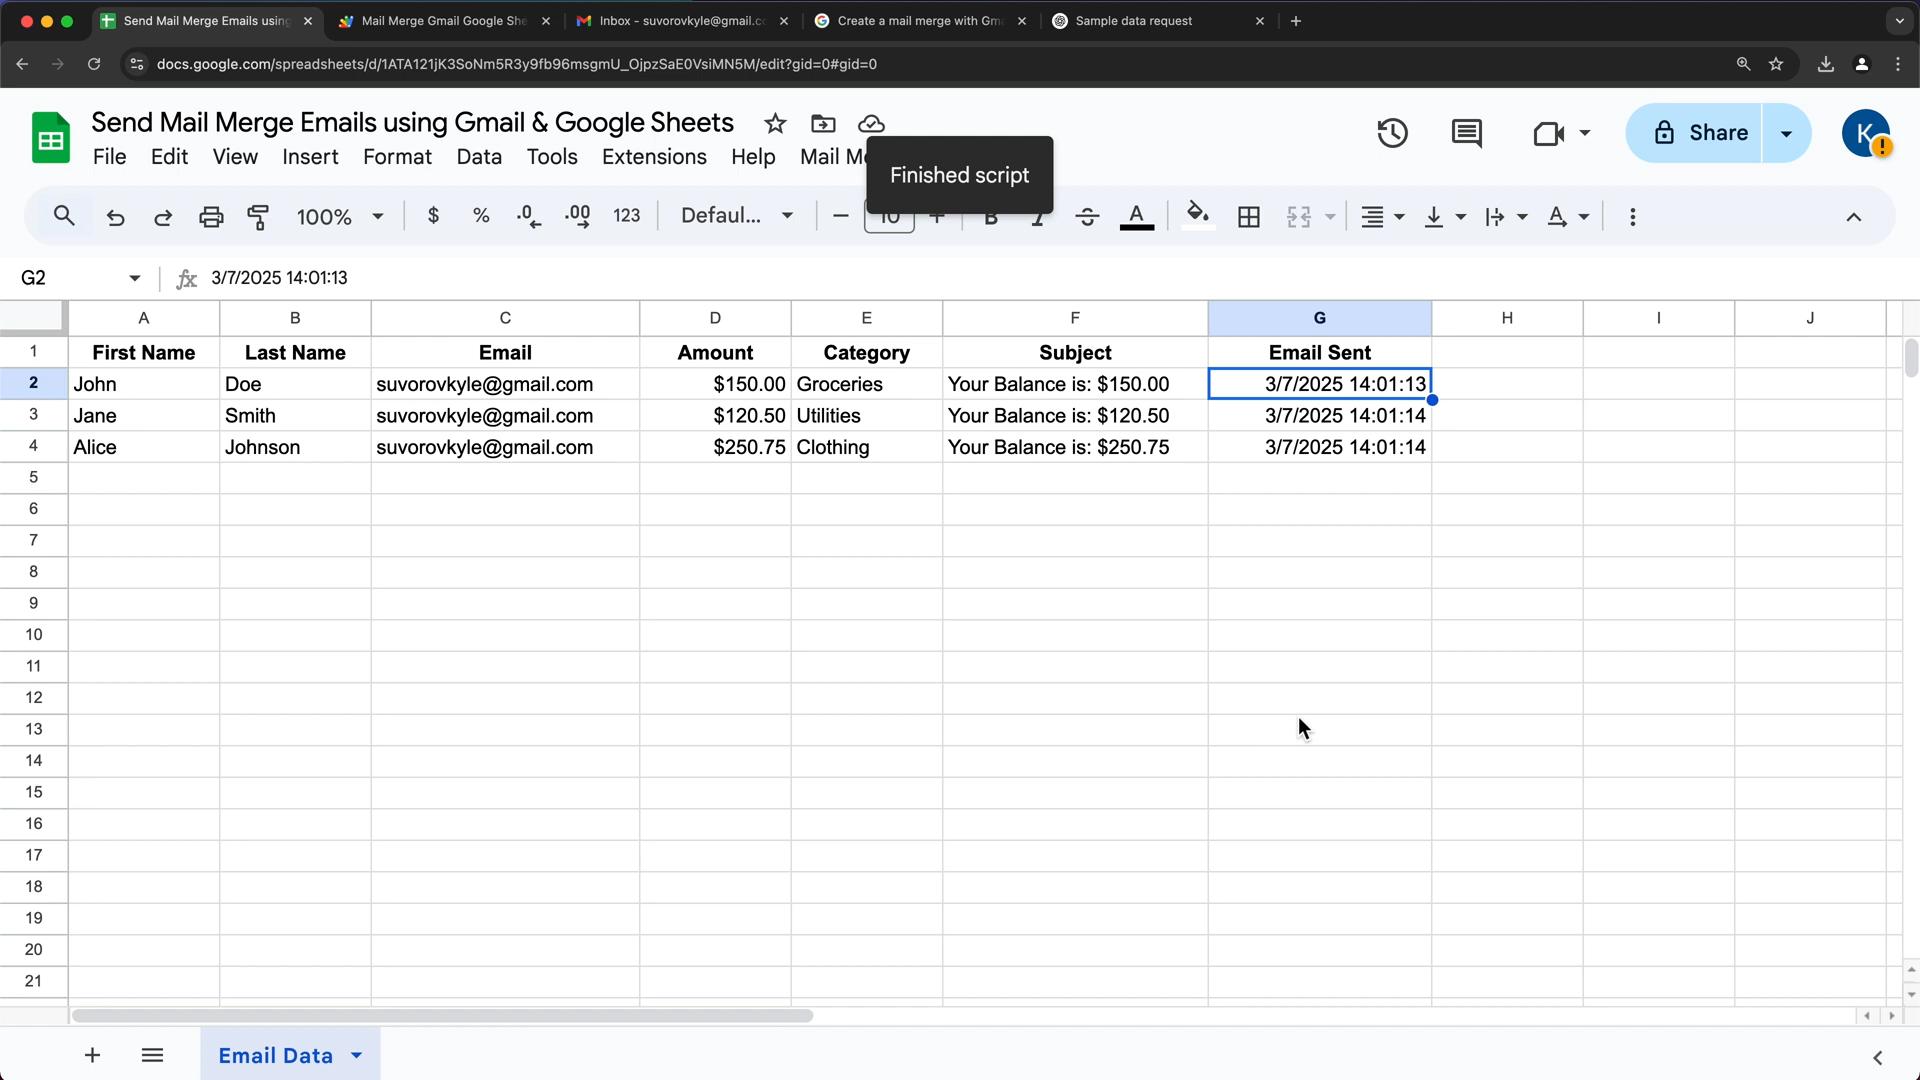 Send Mail Merge Emails using
Mail Merge Gmail Google She
Inbox - suvorovkyle@gmail.c
Create a mail merge with Gm
Sample data request
docs.google.com/spreadsheets/d/1ATA121jK3SoNm5R3y9fb96msgmU_OjpzSaE0VsiMN5M/edit?gid=0#gid=0
Send Mail Merge Emails using Gmail & Google Sheets
File Edit View Insert Format Data Tools Extensions Help Mail M
Finished script
Share
K
100% $ % .0 .00 123 Defaul... 10 B I A A
G2 fx 3/7/2025 14:01:13
A B C D E F G H I J
1 First Name Last Name Email Amount Category Subject Email Sent
2 John Doe suvorovkyle@gmail.com $150.00 Groceries Your Balance is: $150.00 3/7/2025 14:01:13
3 Jane Smith suvorovkyle@gmail.com $120.50 Utilities Your Balance is: $120.50 3/7/2025 14:01:14
4 Alice Johnson suvorovkyle@gmail.com $250.75 Clothing Your Balance is: $250.75 3/7/2025 14:01:14
5
6
7
8
9
10
11
12
13
14
15
16
17
18
19
20
21
Email Data